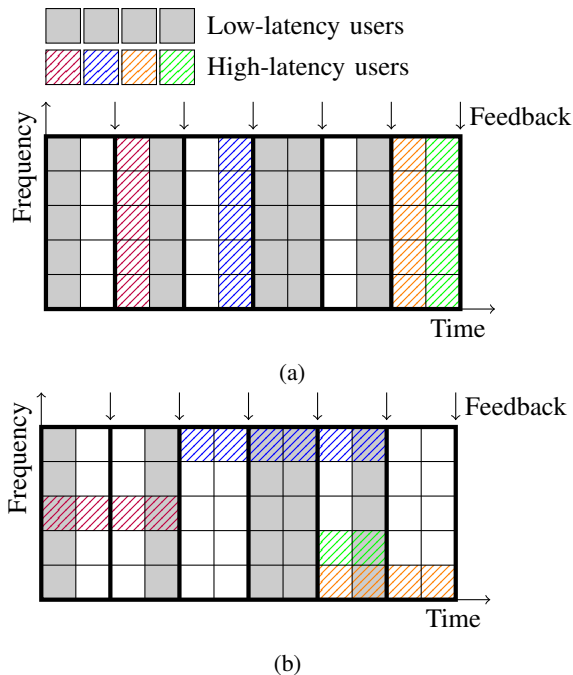 Low-latency users
High-latency users
Feedback
Frequency
Time
(a)
Feedback
Frequency
Time
(b)